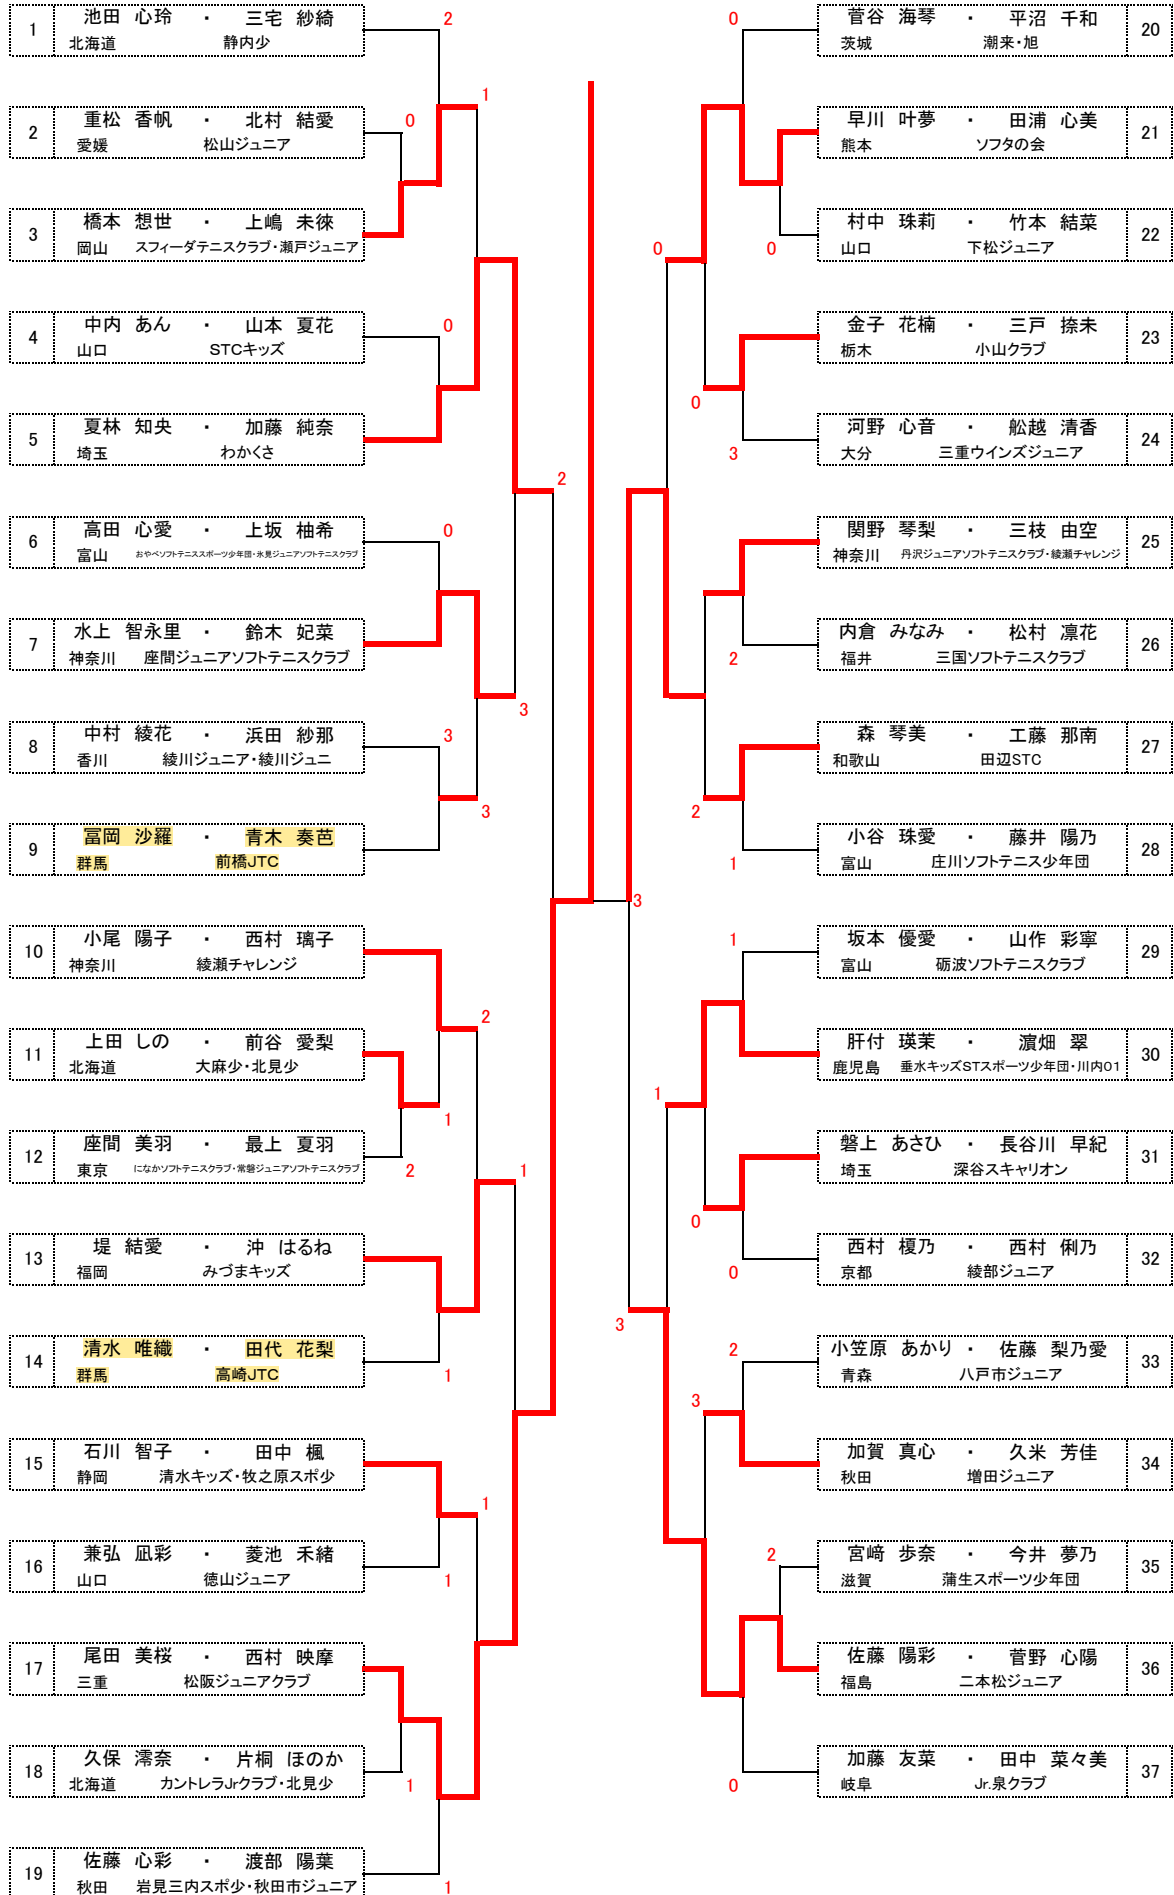 1 池田 心玲 ・ 三宅 紗綺
北海道 静内少
2
2 重松 香帆 ・ 北村 結愛
愛媛 松山ジュニア
0
1
3 橋本 想世 ・ 上嶋 未徠
岡山 スフィーダテニスクラブ・瀬戸ジュニア
4 中内 あん ・ 山本 夏花
山口 STCキッズ
0
5 夏林 知央 ・ 加藤 純奈
埼玉 わかくさ
2
6 高田 心愛 ・ 上坂 柚希
富山 おやべソフトテニススポーツ少年団・氷見ジュニアソフトテニスクラブ
0
7 水上 智永里 ・ 鈴木 妃菜
神奈川 座間ジュニアソフトテニスクラブ
3
8 中村 綾花 ・ 浜田 紗那
香川 綾川ジュニア・綾川ジュニ
3
3
9 冨岡 沙羅 ・ 青木 奏芭
群馬 前橋JTC
10 小尾 陽子 ・ 西村 璃子
神奈川 綾瀬チャレンジ
2
11 上田 しの ・ 前谷 愛梨
北海道 大麻少・北見少
1
12 座間 美羽 ・ 最上 夏羽
東京 になかソフトテニスクラブ・常磐ジュニアソフトテニスクラブ
2
1
13 堤 結愛 ・ 沖 はるね
福岡 みづまキッズ
14 清水 唯織 ・ 田代 花梨
群馬 高崎JTC
1
15 石川 智子 ・ 田中 楓
静岡 清水キッズ・牧之原スポ少
1
16 兼弘 凪彩 ・ 菱池 禾緒
山口 徳山ジュニア
1
17 尾田 美桜 ・ 西村 映摩
三重 松阪ジュニアクラブ
18 久保 澪奈 ・ 片桐 ほのか
北海道 カントレラJrクラブ・北見少
1
19 佐藤 心彩 ・ 渡部 陽葉
秋田 岩見三内スポ少・秋田市ジュニア
1
0
菅谷 海琴 ・ 平沼 千和 20
茨城 潮来・旭
早川 叶夢 ・ 田浦 心美 21
熊本 ソフタの会
村中 珠莉 ・ 竹本 結菜 22
山口 下松ジュニア
0
0
金子 花楠 ・ 三戸 捺未 23
栃木 小山クラブ
0
河野 心音 ・ 舩越 清香 24
大分 三重ウインズジュニア
3
関野 琴梨 ・ 三枝 由空 25
神奈川 丹沢ジュニアソフトテニスクラブ・綾瀬チャレンジ
内倉 みなみ ・ 松村 凛花 26
福井 三国ソフトテニスクラブ
2
森 琴美 ・ 工藤 那南 27
和歌山 田辺STC
2
小谷 珠愛 ・ 藤井 陽乃 28
富山 庄川ソフトテニス少年団
1
3
1
坂本 優愛 ・ 山作 彩寧 29
富山 砺波ソフトテニスクラブ
肝付 瑛茉 ・ 濵畑 翠 30
鹿児島 垂水キッズSTスポーツ少年団・川内01
1
磐上 あさひ ・ 長谷川 早紀 31
埼玉 深谷スキャリオン
0
西村 榎乃 ・ 西村 俐乃 32
京都 綾部ジュニア
0
3
2
小笠原 あかり ・ 佐藤 梨乃愛 33
青森 八戸市ジュニア
3
加賀 真心 ・ 久米 芳佳 34
秋田 増田ジュニア
2
宮﨑 歩奈 ・ 今井 夢乃 35
滋賀 蒲生スポーツ少年団
佐藤 陽彩 ・ 菅野 心陽 36
福島 二本松ジュニア
加藤 友菜 ・ 田中 菜々美 37
岐阜 Jr.泉クラブ
0